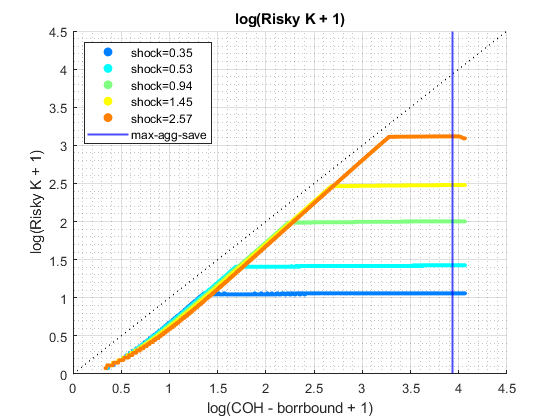 log(Risky K + 1)
4.5
4
3.5
3
2.5
2
1.5
1
0.5
0
log(Risky K + 1)
shock=0.35
shock=0.53
shock=0.94
shock=1.45
shock=2.57
max-agg-save
0 0.5 1 1.5 2 2.5 3 3.5 4 4.5
log(COH - borrbound + 1)